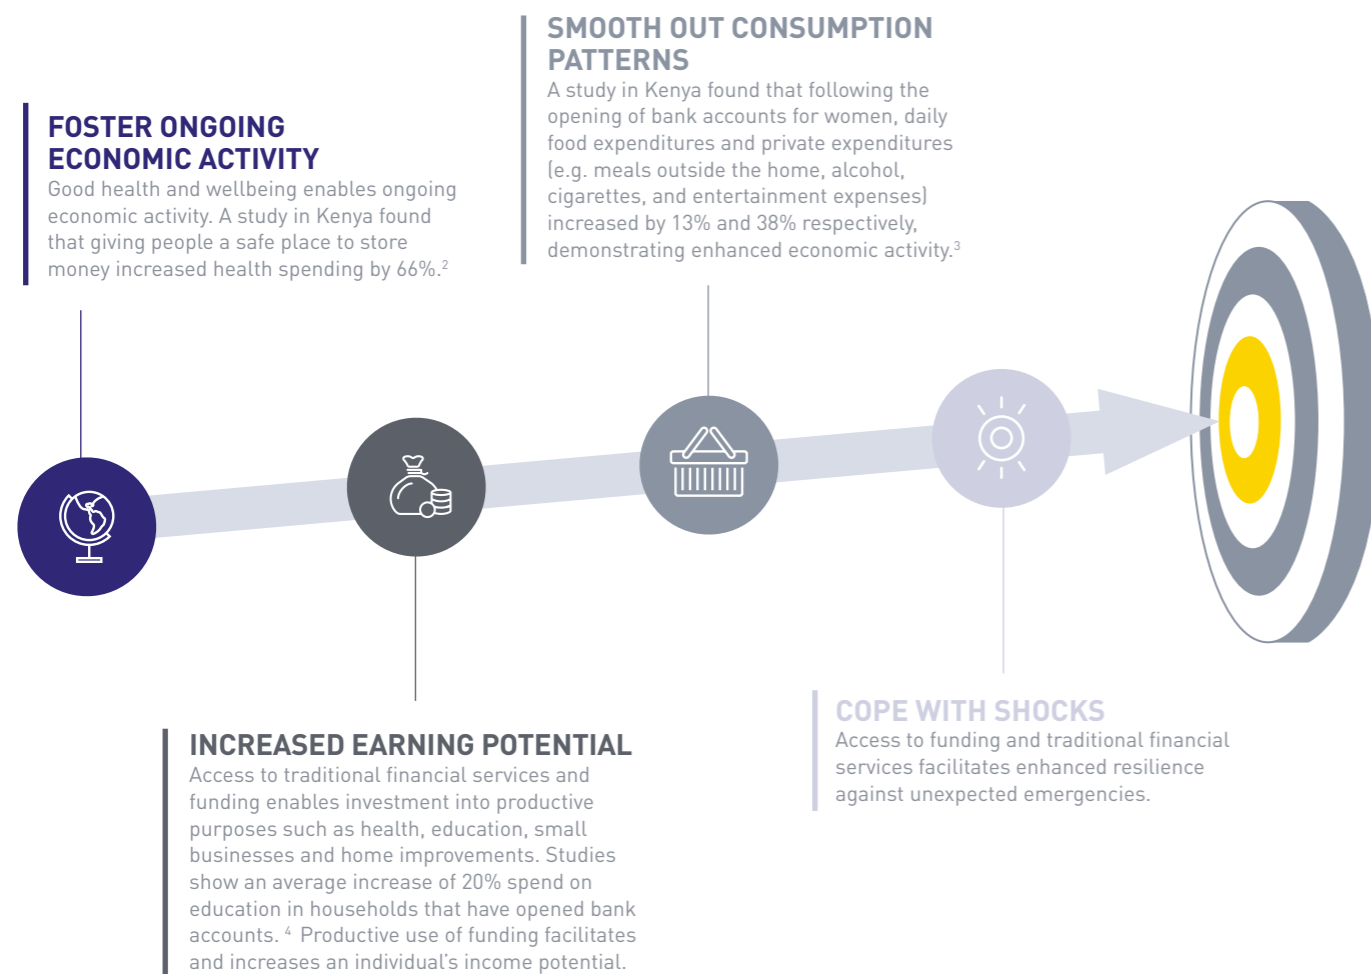 FOSTER ONGOING
ECONOMIC ACTIVITY
Good health and wellbeing enables ongoing
economic activity. A study in Kenya found
that giving people a safe place to store
money increased health spending by 66%.²
SMOOTH OUT CONSUMPTION
PATTERNS
A study in Kenya found that following the
opening of bank accounts for women, daily
food expenditures and private expenditures
(e.g. meals outside the home, alcohol,
cigarettes, and entertainment expenses)
increased by 13% and 38% respectively,
demonstrating enhanced economic activity.³
INCREASED EARNING POTENTIAL
Access to traditional financial services and
funding enables investment into productive
purposes such as health, education, small
businesses and home improvements. Studies
show an average increase of 20% spend on
education in households that have opened bank
accounts. ⁴ Productive use of funding facilitates
and increases an individual’s income potential.
COPE WITH SHOCKS
Access to funding and traditional financial
services facilitates enhanced resilience
against unexpected emergencies.